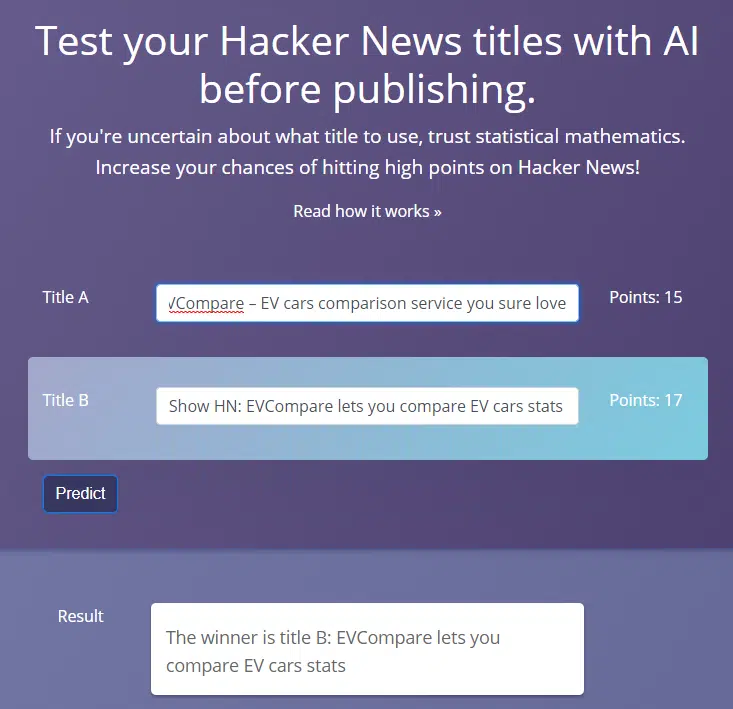 Test your Hacker News titles with AI
before publishing.
If you're uncertain about what title to use, trust statistical mathematics.
Increase your chances of hitting high points on Hacker News!
Read how it works »
Title A
Compare – EV cars comparison service you sure love
Points: 15
Title B
Show HN: EVCompare lets you compare EV cars stats
Points: 17
Predict
Result
The winner is title B: EVCompare lets you
compare EV cars stats